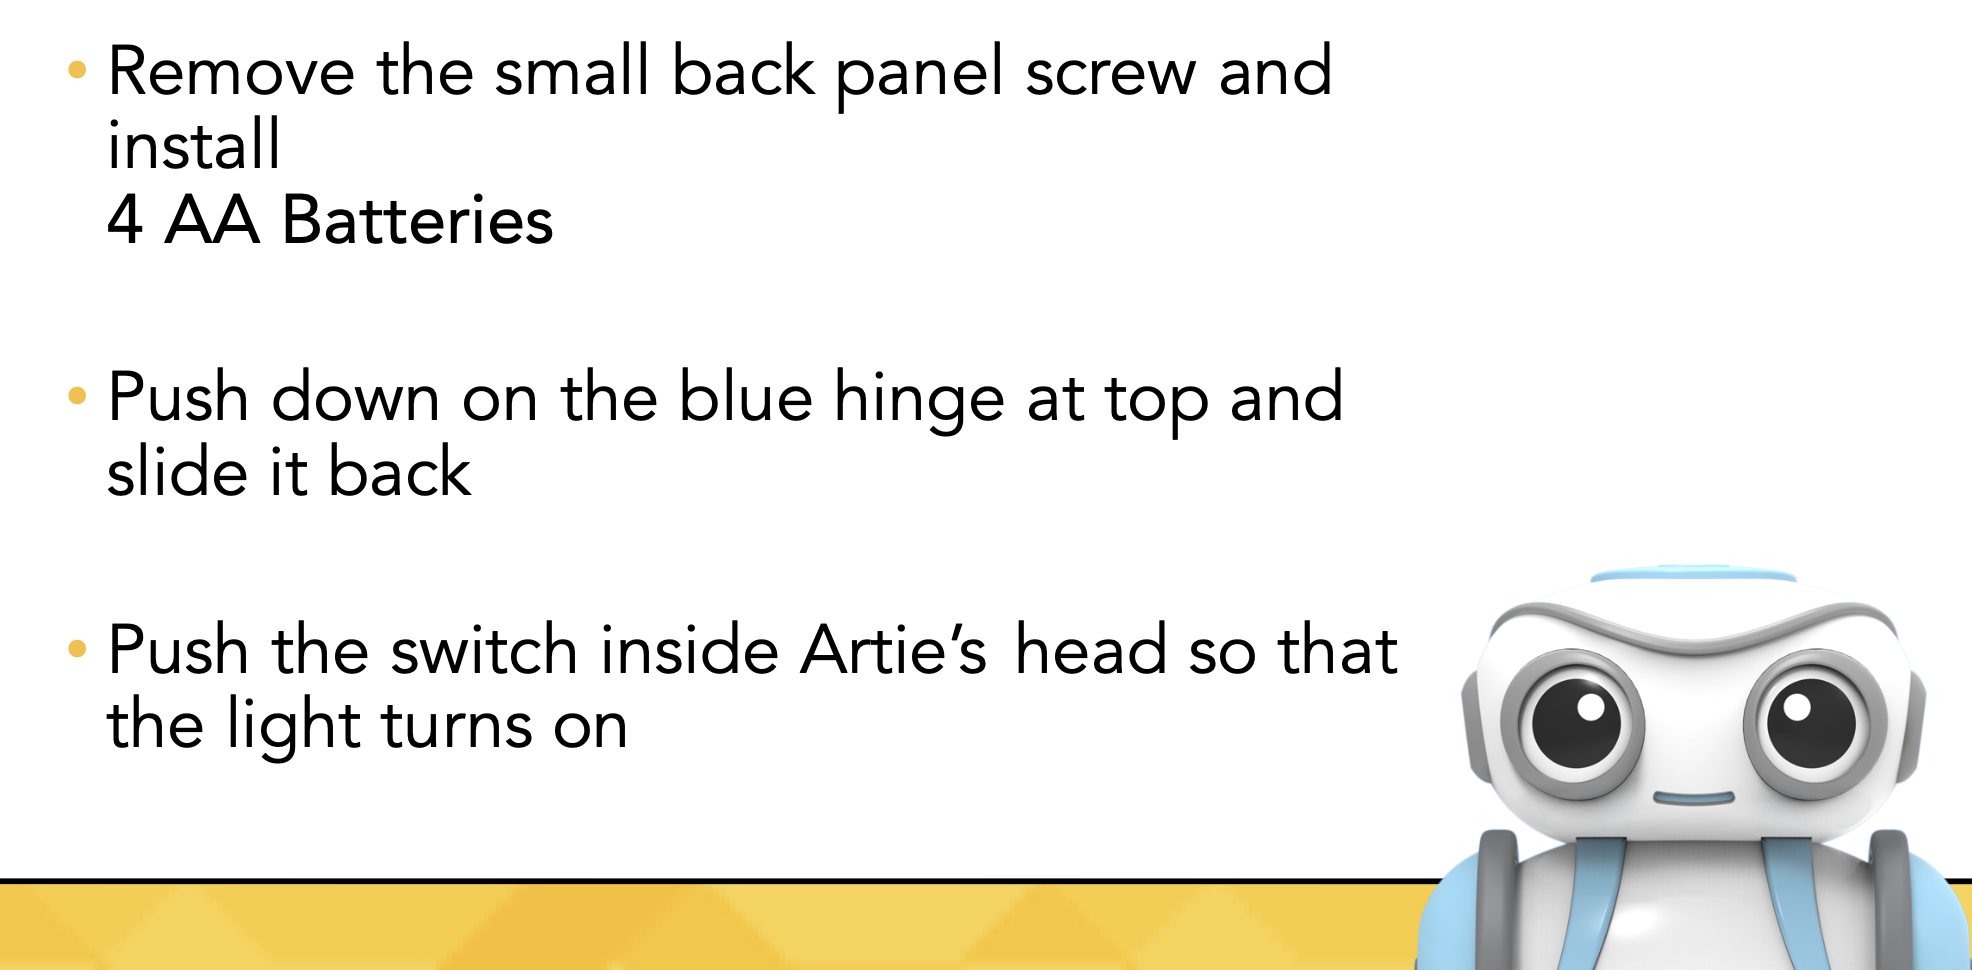 • Remove the small back panel screw and
install
4 AA Batteries
• Push down on the blue hinge at top and
slide it back
• Push the switch inside Artie’s head so that
the light turns on